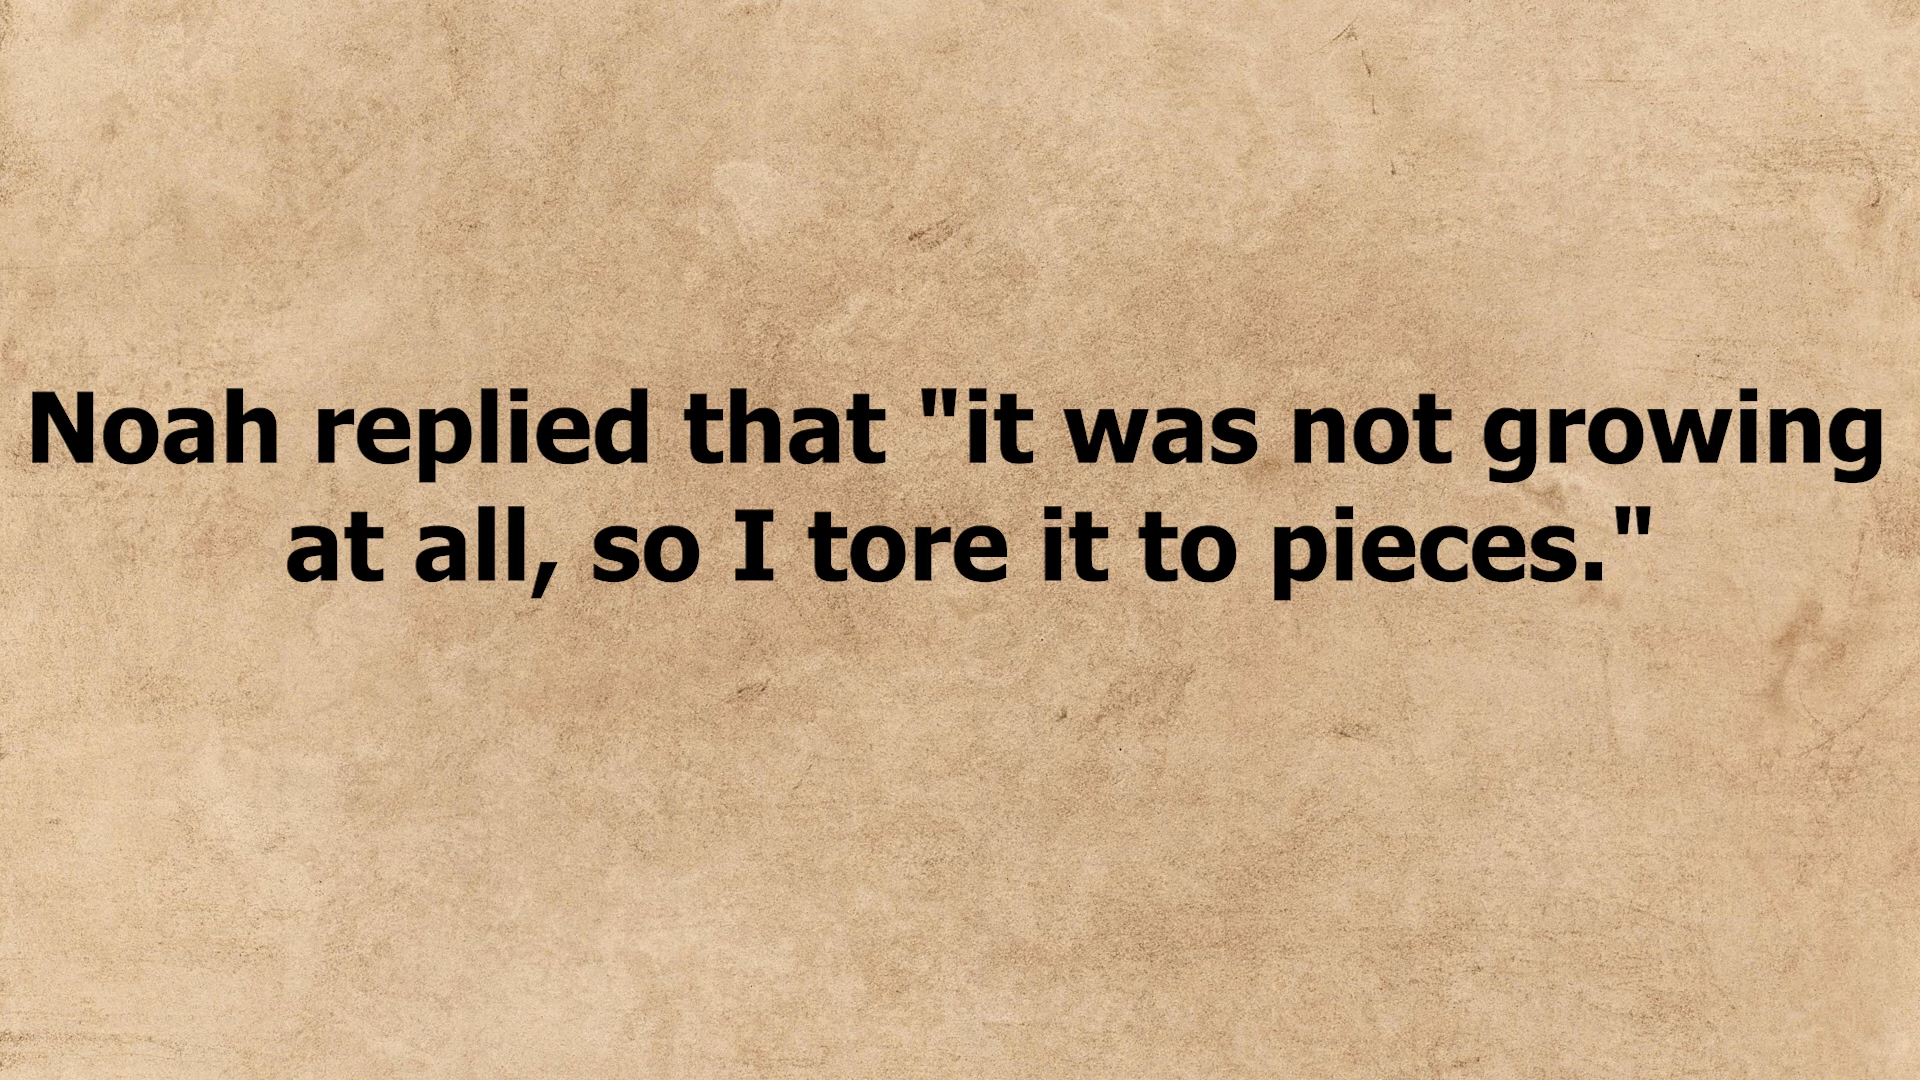 Noah replied that "it was not growing
at all, so I tore it to pieces."